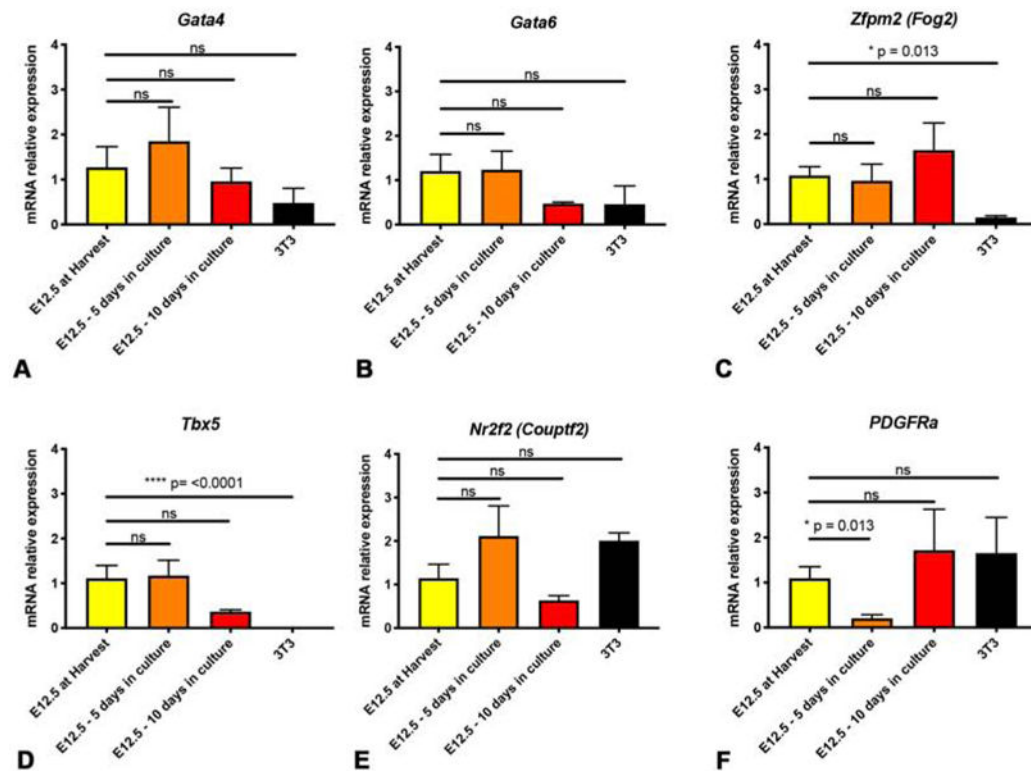 Gata4
mRNA relative expression
4
3
2
1
0
ns
ns
ns
E12.5 at Harvest
E12.5 - 5 days in culture
E12.5 - 10 days in culture
3T3
A
Gata6
mRNA relative expression
4
3
2
1
0
ns
ns
ns
E12.5 at Harvest
E12.5 - 5 days in culture
E12.5 - 10 days in culture
3T3
B
Zfpm2 (Fog2)
mRNA relative expression
4
3
2
1
0
* p = 0.013
ns
ns
E12.5 at Harvest
E12.5 - 5 days in culture
E12.5 - 10 days in culture
3T3
C
Tbx5
mRNA relative expression
4
3
2
1
0
**** p= <0.0001
ns
ns
E12.5 at Harvest
E12.5 - 5 days in culture
E12.5 - 10 days in culture
3T3
D
Nr2f2 (Couptf2)
mRNA relative expression
4
3
2
1
0
ns
ns
ns
E12.5 at Harvest
E12.5 - 5 days in culture
E12.5 - 10 days in culture
3T3
E
PDGFRa
mRNA relative expression
4
3
2
1
0
ns
ns
* p = 0.013
E12.5 at Harvest
E12.5 - 5 days in culture
E12.5 - 10 days in culture
3T3
F